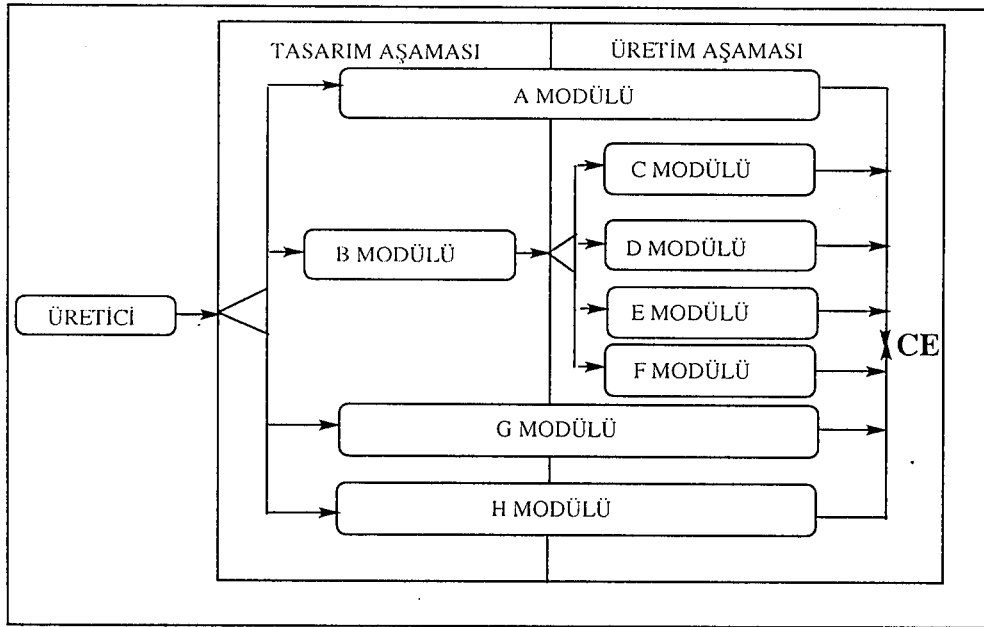 TASARIM AŞAMASI
ÜRETİM AŞAMASI
A MODÜLÜ
C MODÜLÜ
B MODÜLÜ
D MODÜLÜ
E MODÜLÜ
ÜRETİCİ
CE
F MODÜLÜ
G MODÜLÜ
H MODÜLÜ